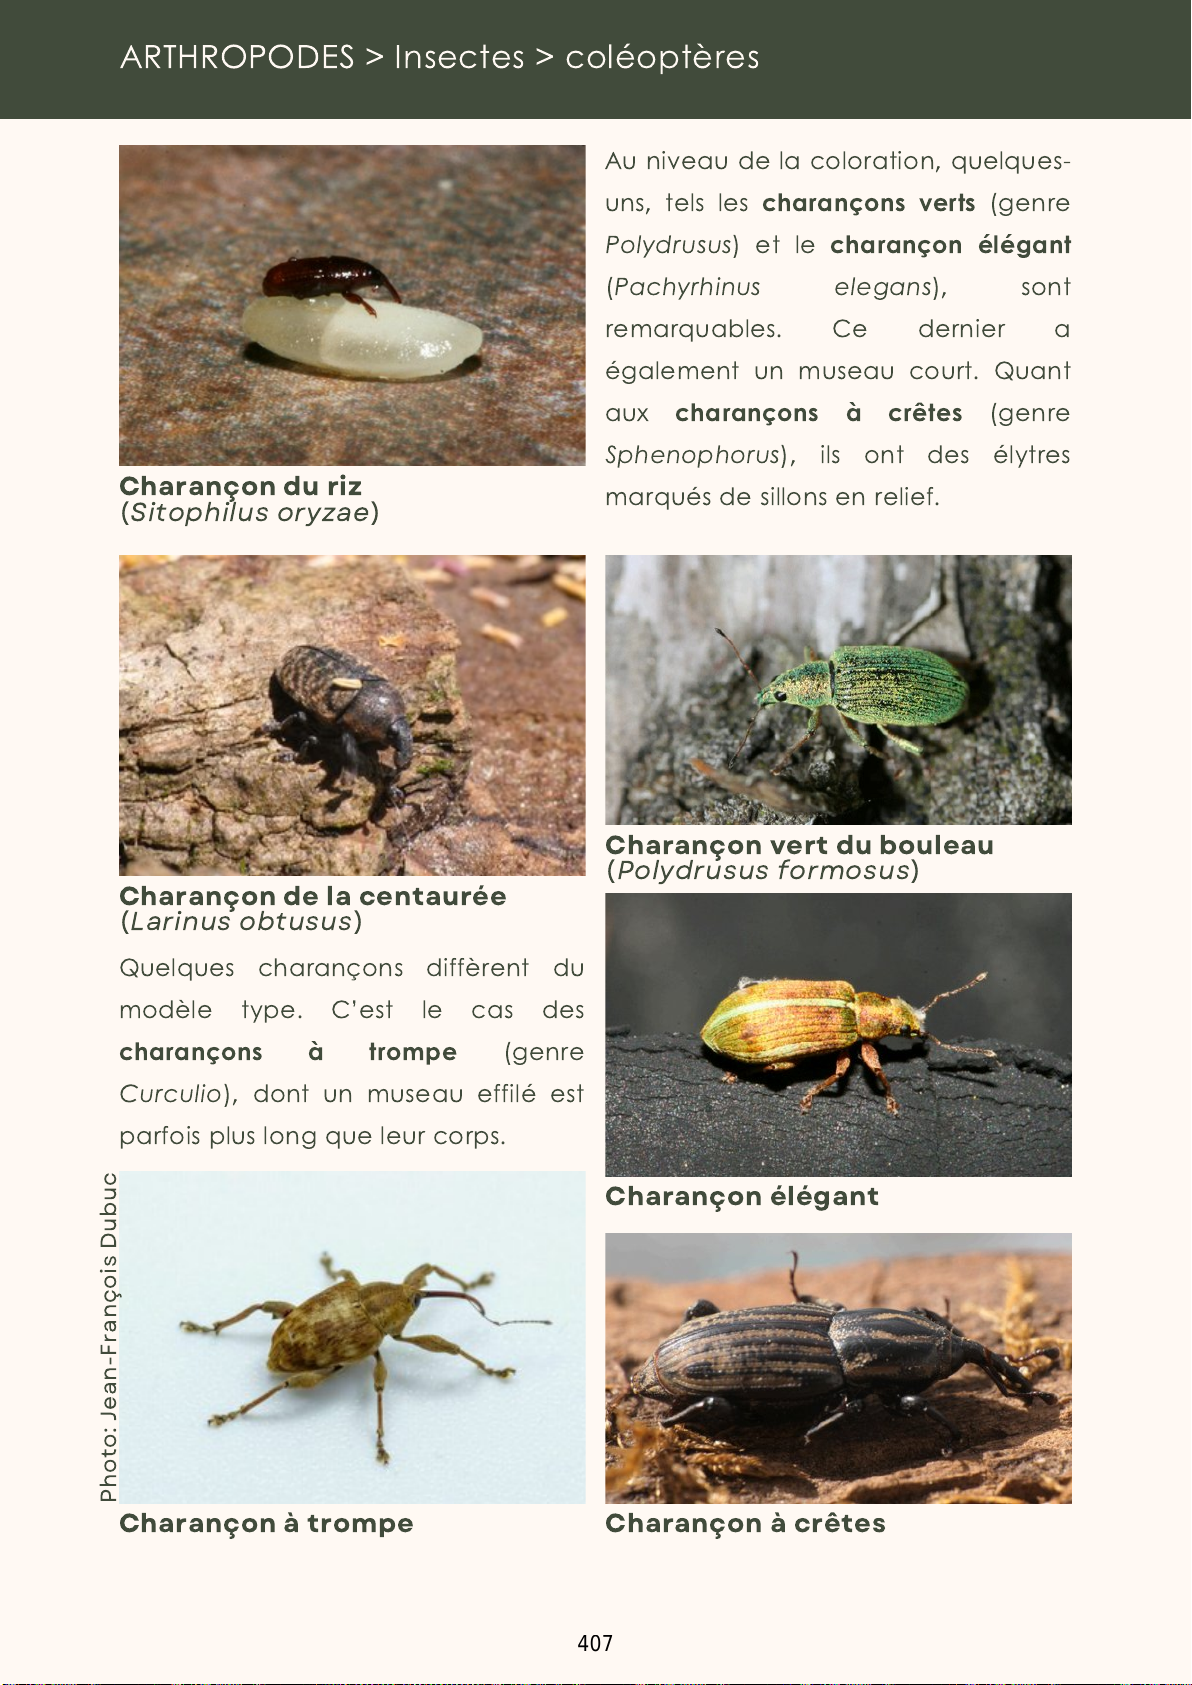 ARTHROPODES > Insectes > coléoptères
Charançon du riz
(Sitophilus oryzae)
Charançon de la centaurée
(Larinus obtusus)
Quelques charançons diffèrent du
modèle type. C’est le cas des
charançons à trompe (genre
Curculio), dont un museau effilé est
parfois plus long que leur corps.
Photo: Jean-François Dubuc
Charançon à trompe
Au niveau de la coloration, quelques-
uns, tels les charançons verts (genre
Polydrusus) et le charançon élégant
(Pachyrhinus elegans), sont
remarquables. Ce dernier a
également un museau court. Quant
aux charançons à crêtes (genre
Sphenophorus), ils ont des élytres
marqués de sillons en relief.
Charançon vert du bouleau
(Polydrusus formosus)
Charançon élégant
Charançon à crêtes
407